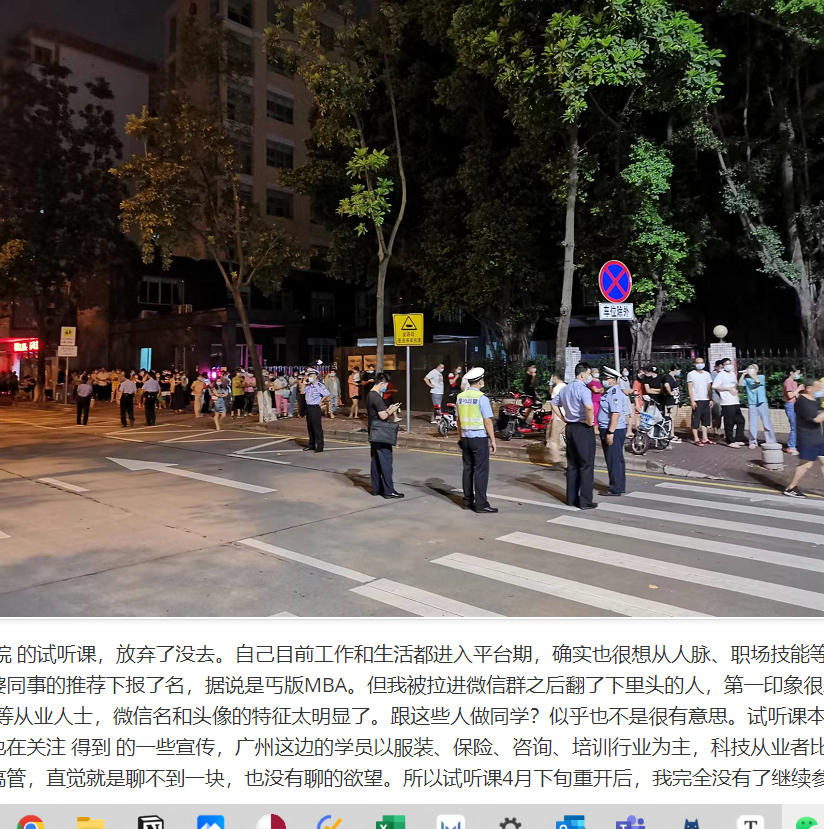 车位除外
院 的试听课，放弃了没去。自己目前工作和生活都进入平台期，确实也很想从人脉、职场技能等
同事的推荐下报了名，据说是丐版MBA。但我被拉进微信群之后翻了下里头的人，第一印象很
等从业人士，微信名和头像的特征太明显了。跟这些人做同学？似乎也不是很有意思。试听课本
在关注 得到 的一些宣传，广州这边的学员以服装、保险、咨询、培训行业为主，科技从业者比
高管，直觉就是聊不到一块，也没有聊的欲望。所以试听课4月下旬重开后，我完全没有了继续参